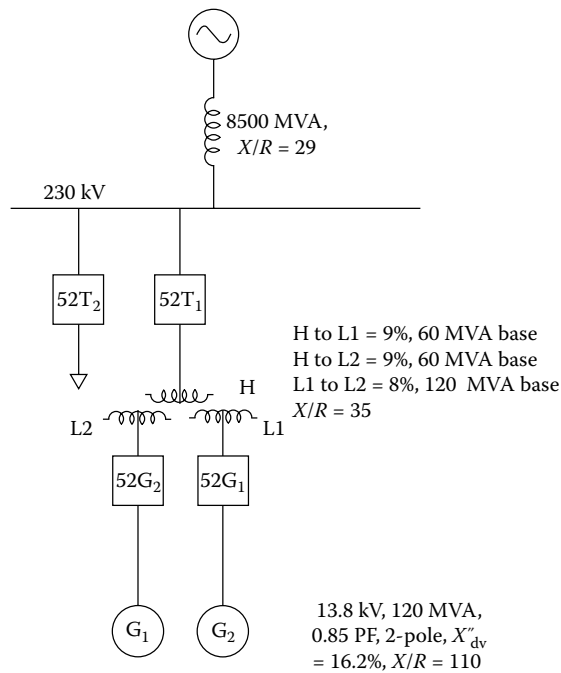 8500 MVA,
X/R = 29
230 kV
52T₂
52T₁
H to L1 = 9%, 60 MVA base
H to L2 = 9%, 60 MVA base
L1 to L2 = 8%, 120 MVA base
X/R = 35
H
L2
L1
52G₂
52G₁
G₁
G₂
13.8 kV, 120 MVA,
0.85 PF, 2-pole, X″dv
= 16.2%, X/R = 110